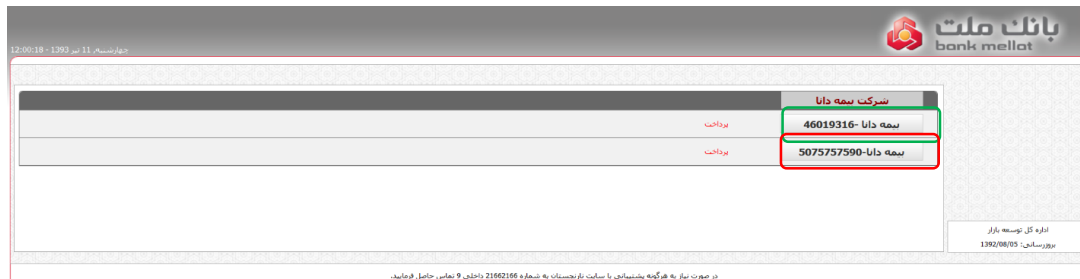 بانك ملت
bank mellat
چهارشنبه, 11 تیر 1393 - 12:00:18
شرکت بیمه دانا
بیمه دانا -46019316
پرداخت
بیمه دانا-5075757590
پرداخت
اداره کل توسعه بازار
بروزرسانی: 1392/08/05
در صورت نیاز به هرگونه پشتیبانی با سایت نارنجستان به شماره 21662166 داخلی 9 تماس حاصل فرمایید.